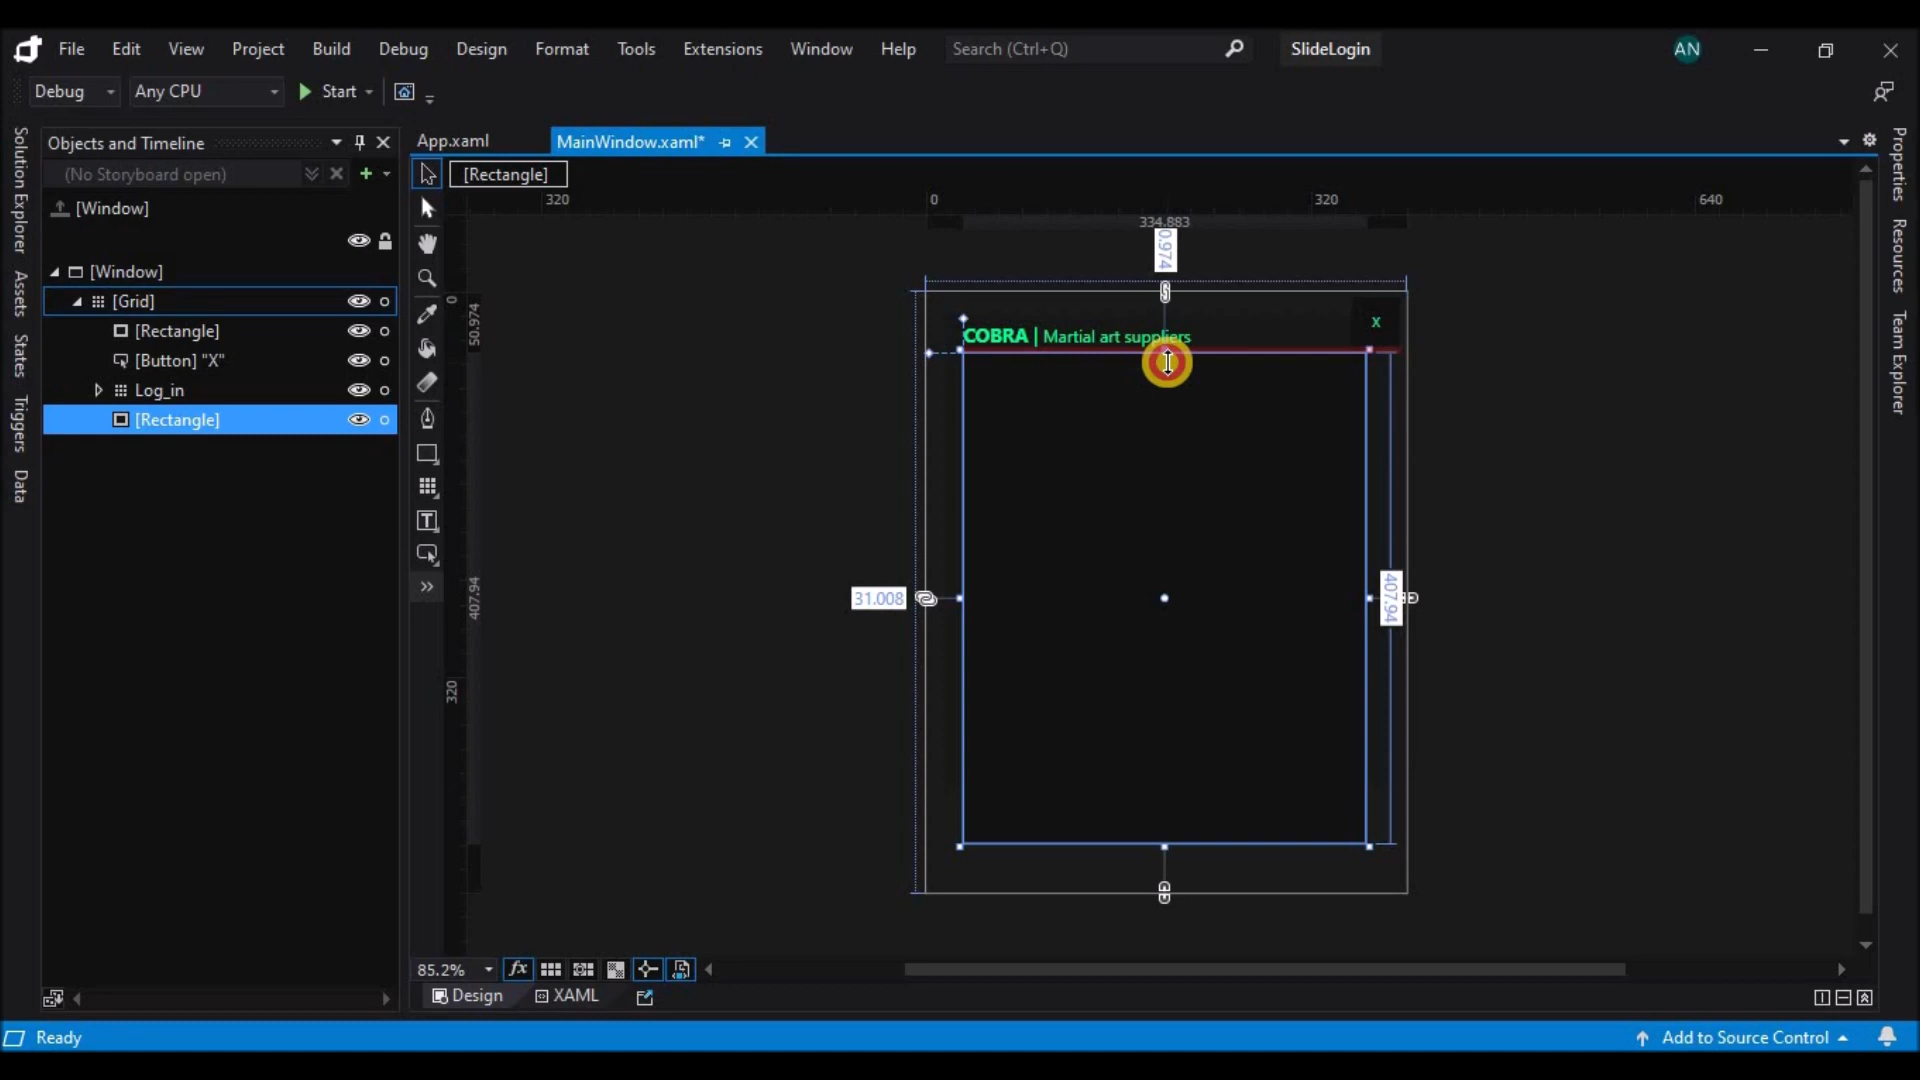 File Edit View Project Build Debug Design Format Tools Extensions Window Help Search (Ctrl+Q) SlideLogin AN
Debug Any CPU Start
Solution Explorer
Assets
States
Triggers
Data
Objects and Timeline
(No Storyboard open)
[Window]
[Window]
[Grid]
[Rectangle]
[Button] "X"
Log_in
[Rectangle]
App.xaml MainWindow.xaml*
[Rectangle]
320 0 320 640
334.883
0.974
0
50.974
407.94
320
COBRA | Martial art suppliers X
31.008
407.94
85.2% fx
Design XAML
Properties
Resources
Team Explorer
Ready Add to Source Control